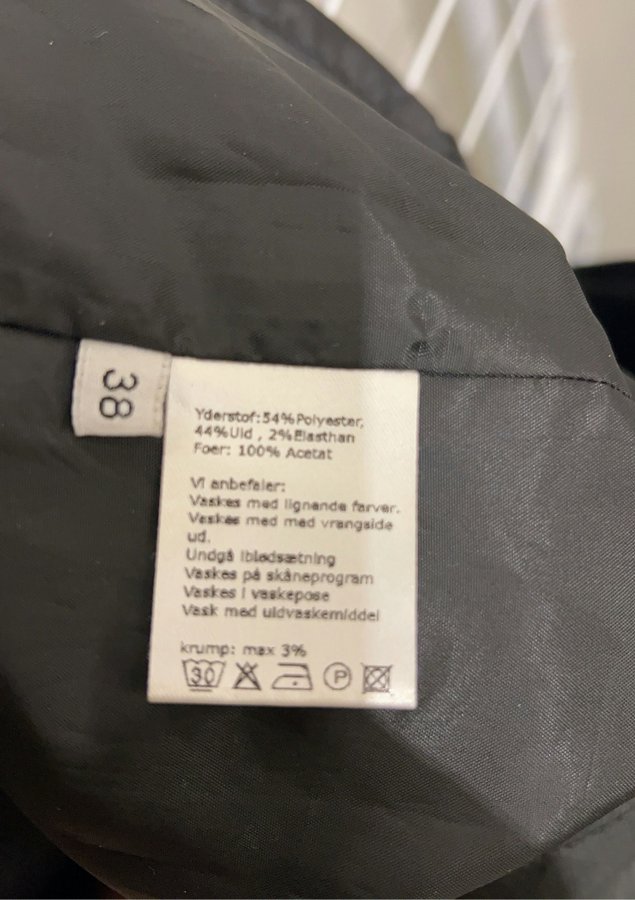 38
Yderstof:54%Polyester,
44%Uld , 2%Elasthan
Foer: 100% Acetat
Vi anbefaler:
Vaskes med lignende farver.
Vaskes med med vrangside
ud.
Undgå iblødsætning
Vaskes på skåneprogram
Vaskes i vaskepose
Vask med uldvaskemiddel
krump: max 3%
30 P